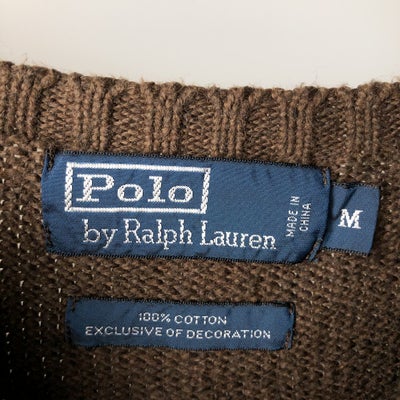 Polo
by Ralph Lauren
MADE IN
CHINA
M
100% COTTON
EXCLUSIVE OF DECORATION